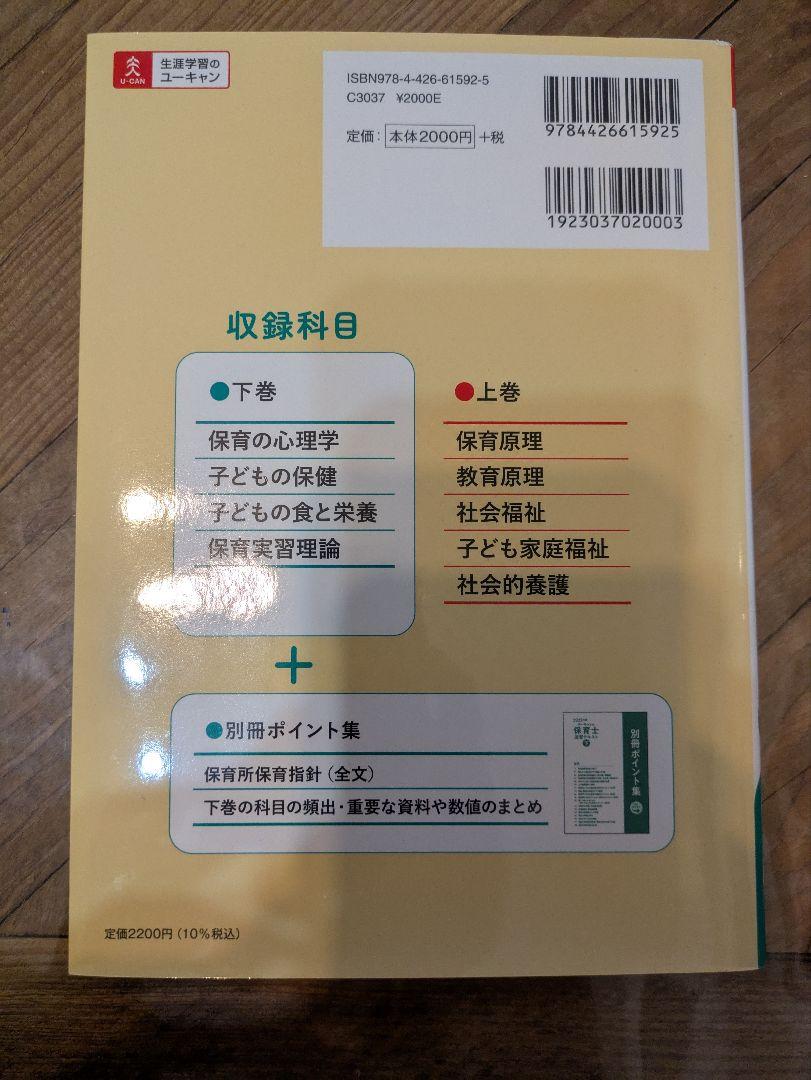 U-CAN
生涯学習の
ユーキャン
ISBN978-4-426-61592-5
C3037 ¥2000E
定価：本体2000円+税
9784426615925
1923037020003
収録科目
●下巻
保育の心理学
子どもの保健
子どもの食と栄養
保育実習理論
●上巻
保育原理
教育原理
社会福祉
子ども家庭福祉
社会的養護
+
●別冊ポイント集
保育所保育指針（全文）
下巻の科目の頻出・重要な資料や数値のまとめ
保育士
下
別冊ポイント集
定価2200円（10%税込）